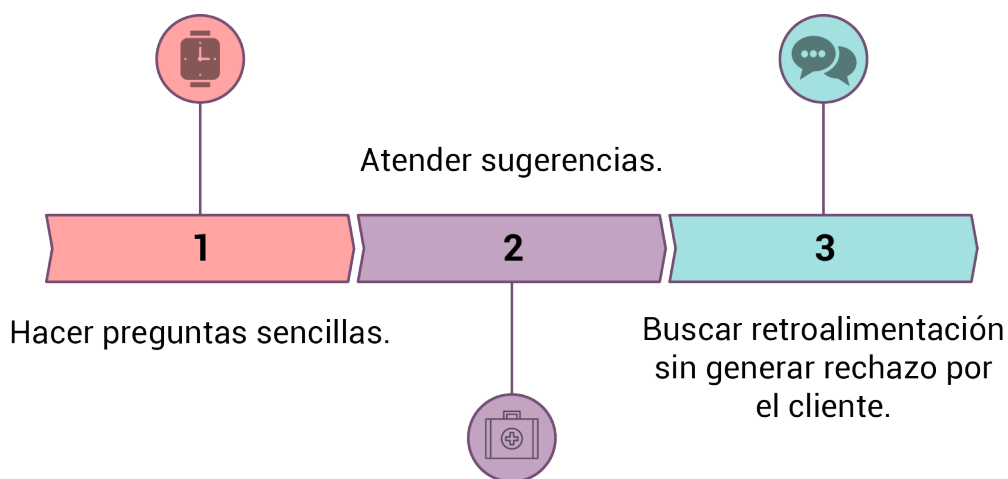 Atender sugerencias.
1
2
3
Hacer preguntas sencillas.
Buscar retroalimentación
sin generar rechazo por
el cliente.